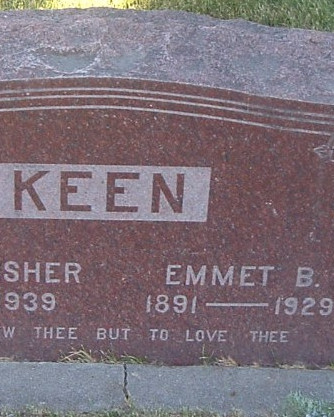 KEEN
SHER EMMET B.
939 1891 — 1929
W THEE BUT TO LOVE THEE